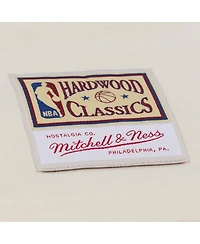 HARDWOOD
NBA
CLASSICS
NOSTALGIA CO.
Mitchell & Ness
PHILADELPHIA, PA.